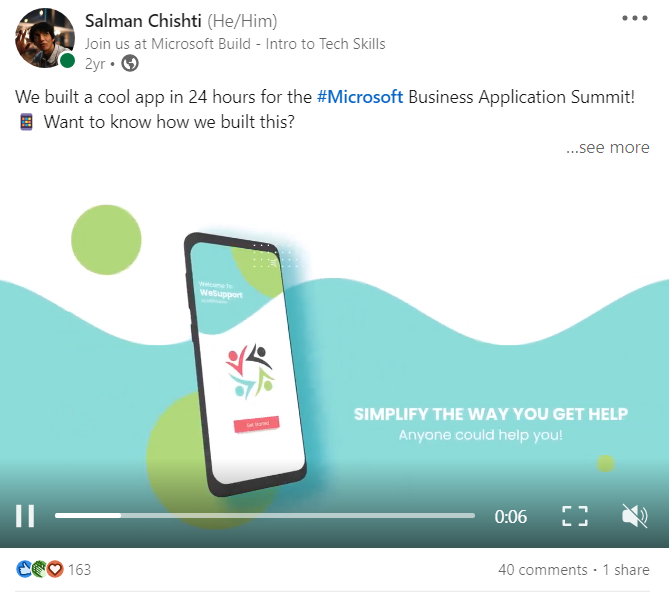 Salman Chishti (He/Him)
Join us at Microsoft Build - Intro to Tech Skills
2yr •
We built a cool app in 24 hours for the #Microsoft Business Application Summit!
Want to know how we built this?
...see more
Welcome to
WeSupport
Get Started
SIMPLIFY THE WAY YOU GET HELP
Anyone could help you!
0:06
163
40 comments • 1 share